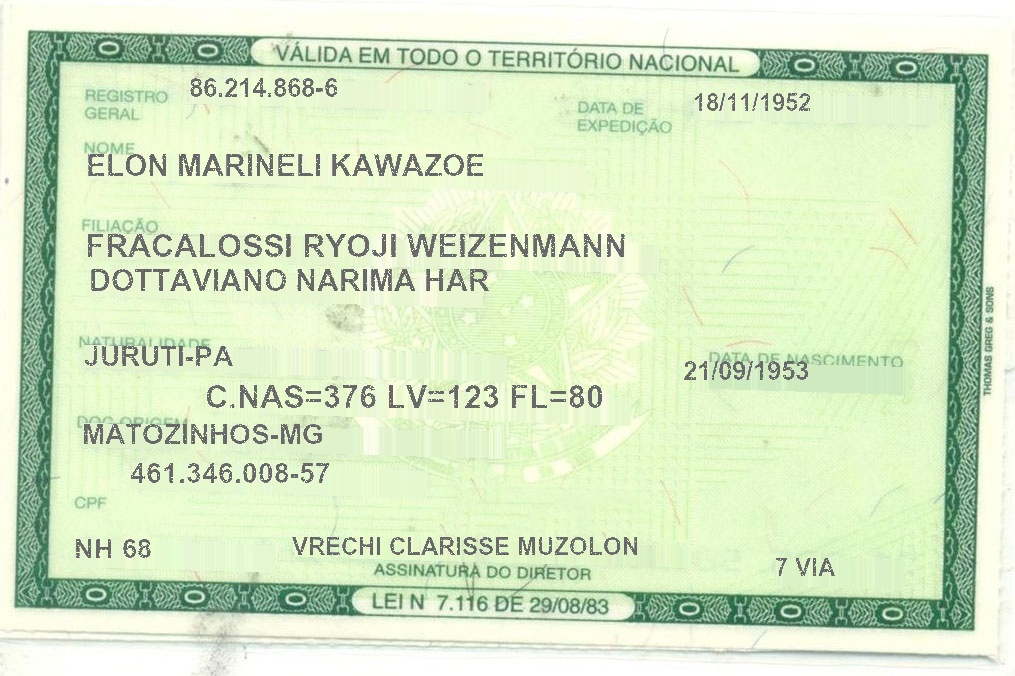 VÁLIDA EM TODO O TERRITÓRIO NACIONAL
REGISTRO GERAL 86.214.868-6 DATA DE EXPEDIÇÃO 18/11/1952
NOME
ELON MARINELI KAWAZOE
FILIAÇÃO
FRACALOSSI RYOJI WEIZENMANN
DOTTAVIANO NARIMA HAR
NATURALIDADE DATA DE NASCIMENTO
JURUTI-PA 21/09/1953
C.NAS=376 LV=123 FL=80
DOC ORIGEM
MATOZINHOS-MG
461.346.008-57
CPF
NH 68 VRECHI CLARISSE MUZOLON 7 VIA
ASSINATURA DO DIRETOR
LEI N 7.116 DE 29/08/83
THOMAS GREG & SONS